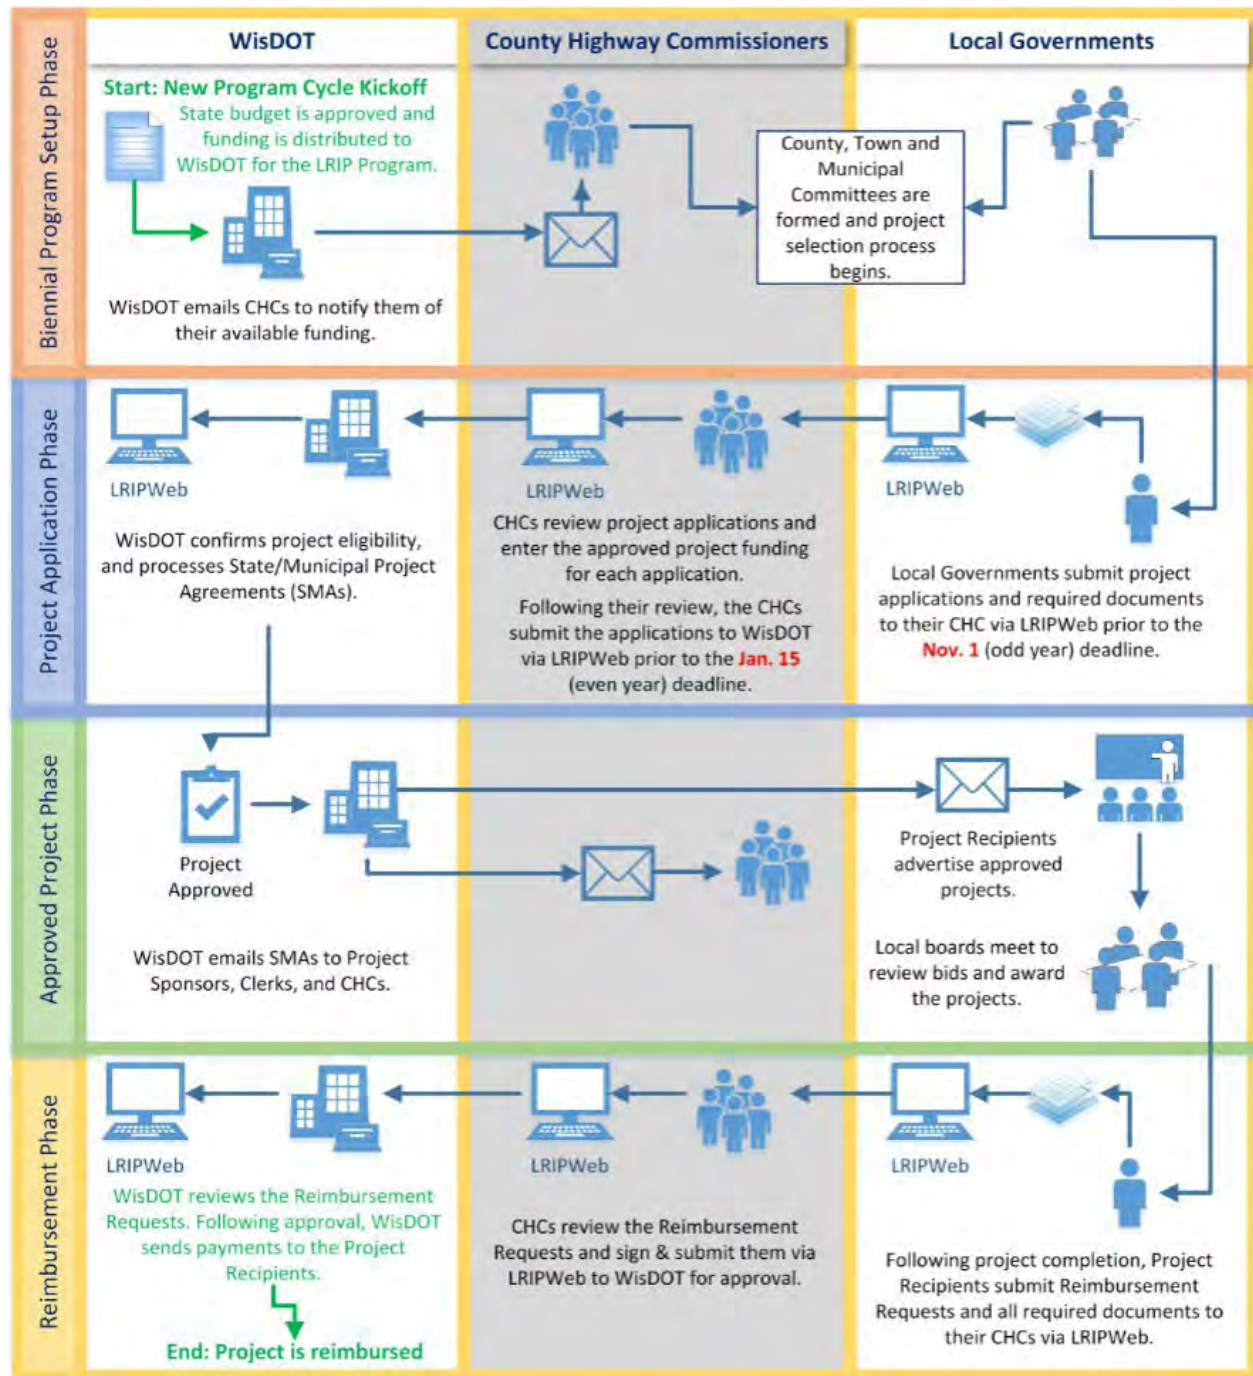 WisDOT
County Highway Commissioners
Local Governments
Biennial Program Setup Phase
Start: New Program Cycle Kickoff
State budget is approved and
funding is distributed to
WisDOT for the LRIP Program.
WisDOT emails CHCs to notify them of
their available funding.
County, Town and
Municipal
Committees are
formed and project
selection process
begins.
Project Application Phase
LRIPWeb
WisDOT confirms project eligibility,
and processes State/Municipal Project
Agreements (SMAs).
LRIPWeb
CHCs review project applications and
enter the approved project funding
for each application.
Following their review, the CHCs
submit the applications to WisDOT
via LRIPWeb prior to the Jan. 15
(even year) deadline.
LRIPWeb
Local Governments submit project
applications and required documents
to their CHC via LRIPWeb prior to the
Nov. 1 (odd year) deadline.
Approved Project Phase
Project
Approved
WisDOT emails SMAs to Project
Sponsors, Clerks, and CHCs.
Project Recipients
advertise approved
projects.
Local boards meet to
review bids and award
the projects.
Reimbursement Phase
LRIPWeb
WisDOT reviews the Reimbursement
Requests. Following approval, WisDOT
sends payments to the Project
Recipients.
End: Project is reimbursed
LRIPWeb
CHCs review the Reimbursement
Requests and sign & submit them via
LRIPWeb to WisDOT for approval.
LRIPWeb
Following project completion, Project
Recipients submit Reimbursement
Requests and all required documents to
their CHCs via LRIPWeb.